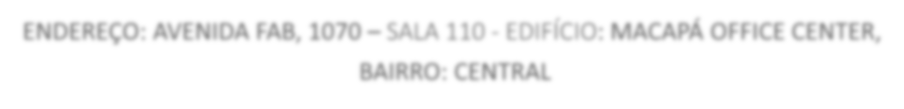 ENDEREÇO: AVENIDA FAB, 1070 – SALA 110 - EDIFÍCIO: MACAPÁ OFFICE CENTER,
BAIRRO: CENTRAL